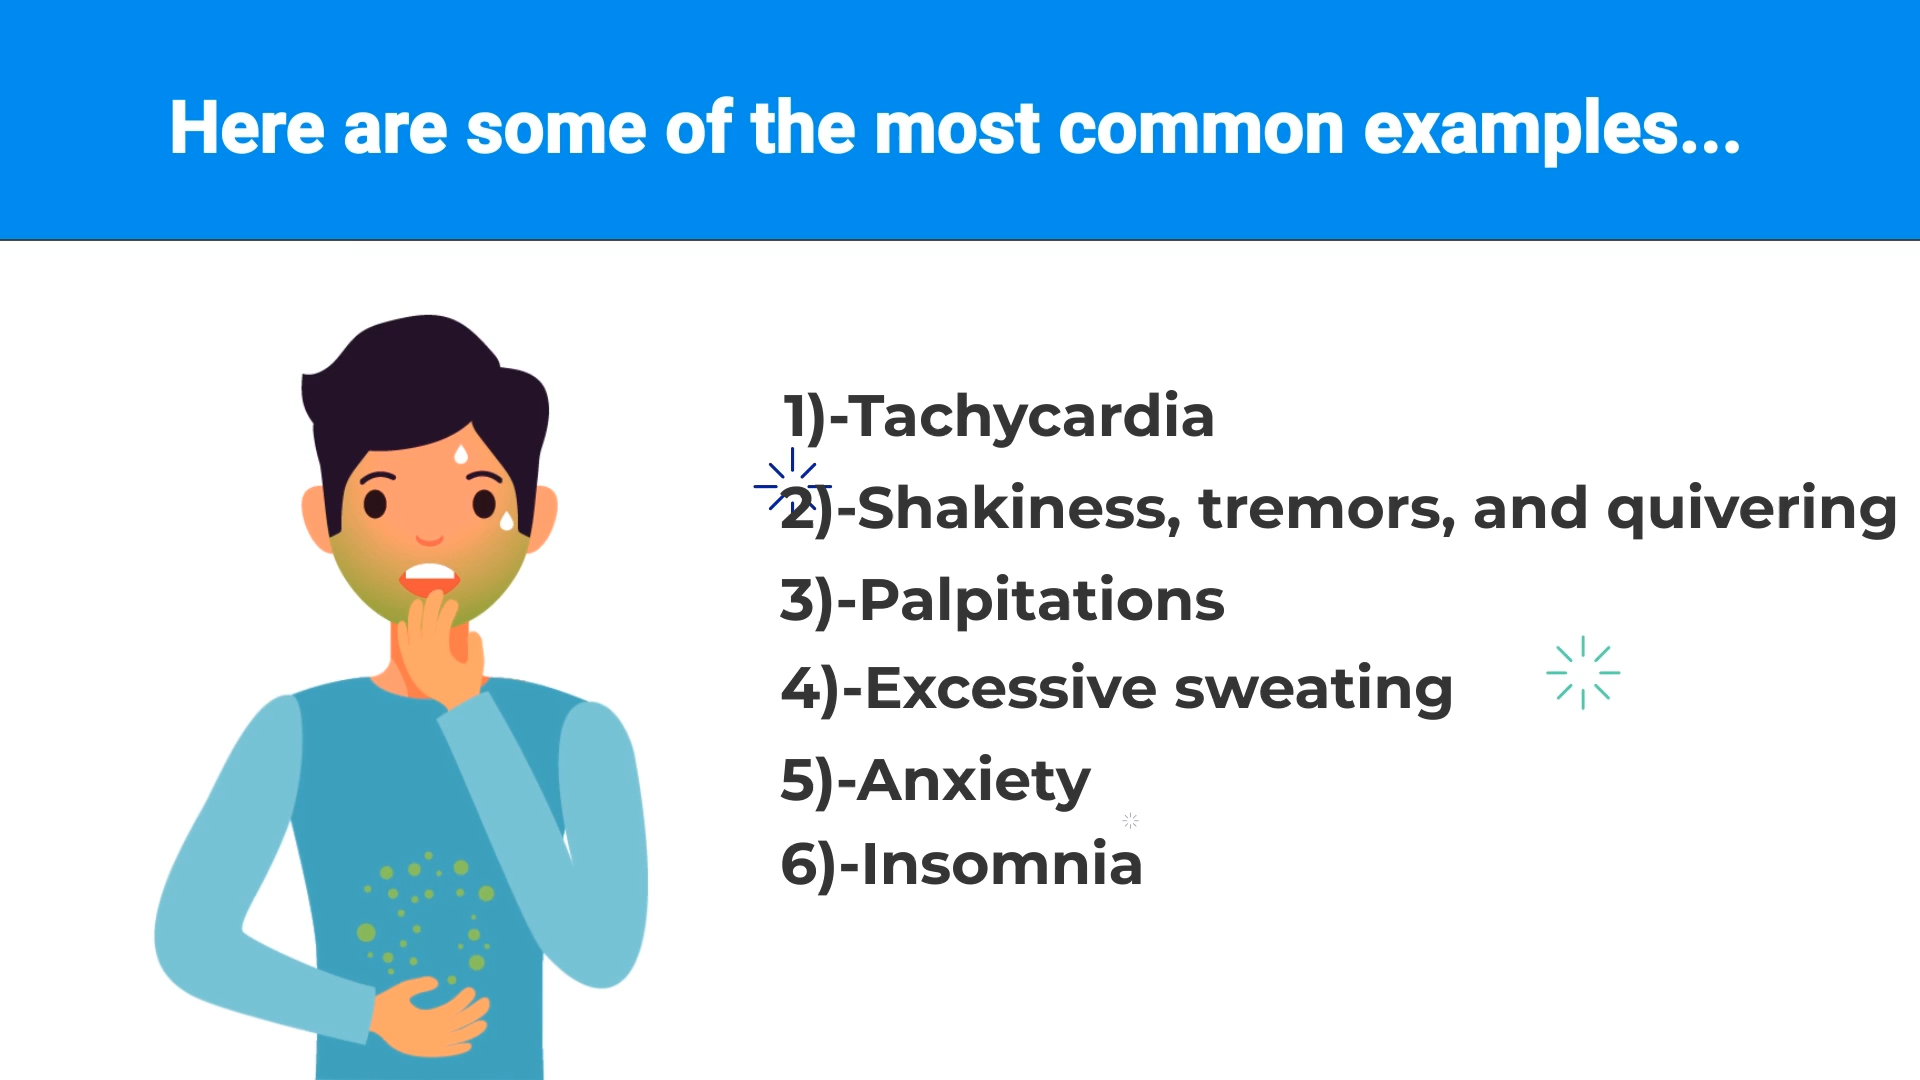 Here are some of the most common examples...
1)-Tachycardia
2)-Shakiness, tremors, and quivering
3)-Palpitations
4)-Excessive sweating
5)-Anxiety
6)-Insomnia